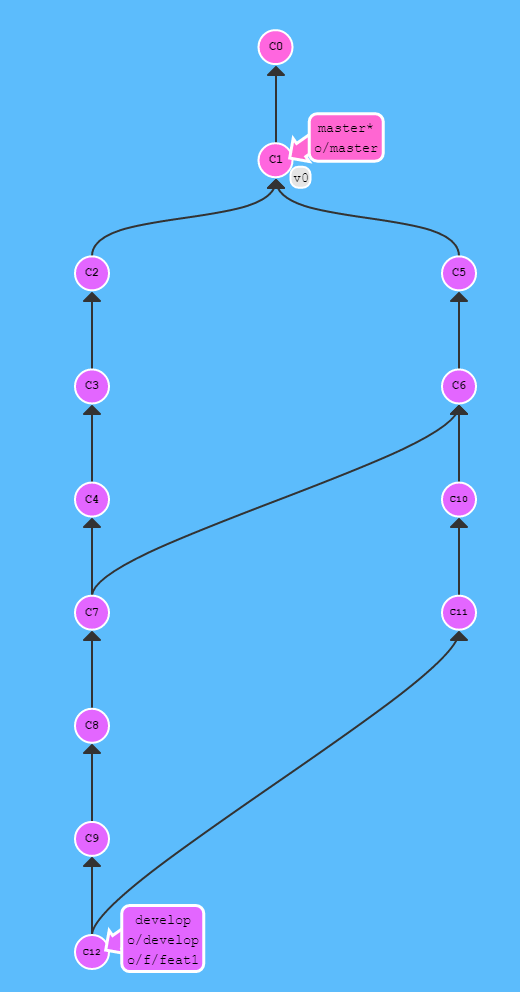 C0
master*
o/master
C1
v0
C2
C5
C3
C6
C4
C10
C7
C11
C8
C9
develop
o/develop
o/f/feat1
C12